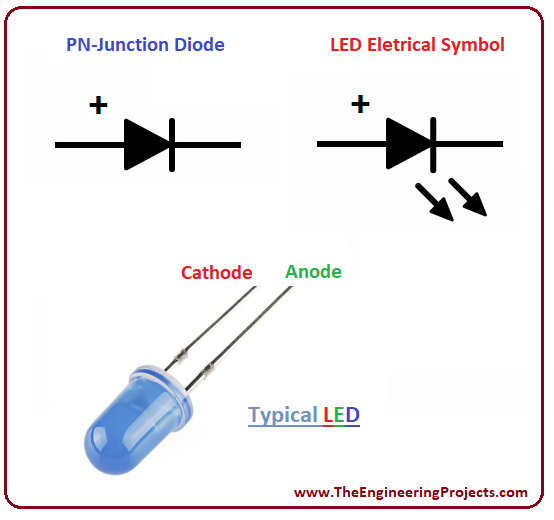 PN-Junction Diode
LED Eletrical Symbol
+
+
Cathode
Anode
Typical LED
www.TheEngineeringProjects.com